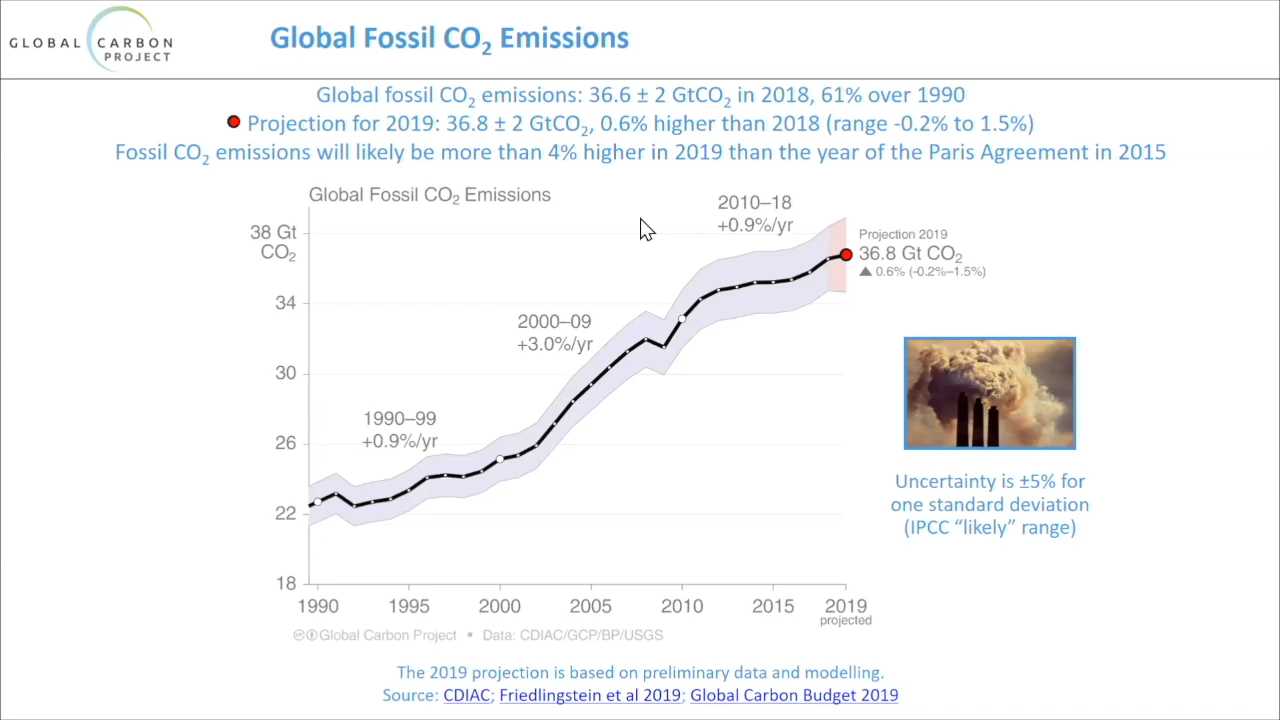 GLOBAL CARBON
PROJECT
Global Fossil CO₂ Emissions
Global fossil CO₂ emissions: 36.6 ± 2 GtCO₂ in 2018, 61% over 1990
Projection for 2019: 36.8 ± 2 GtCO₂, 0.6% higher than 2018 (range -0.2% to 1.5%)
Fossil CO₂ emissions will likely be more than 4% higher in 2019 than the year of the Paris Agreement in 2015
Global Fossil CO₂ Emissions
38 Gt
CO₂
34
30
26
22
18
2010–18
+0.9%/yr
2000–09
+3.0%/yr
1990–99
+0.9%/yr
Projection 2019
36.8 Gt CO₂
▲ 0.6% (-0.2%–1.5%)
1990 1995 2000 2005 2010 2015 2019
projected
Global Carbon Project • Data: CDIAC/GCP/BP/USGS
Uncertainty is ±5% for
one standard deviation
(IPCC “likely” range)
The 2019 projection is based on preliminary data and modelling.
Source: CDIAC; Friedlingstein et al 2019; Global Carbon Budget 2019